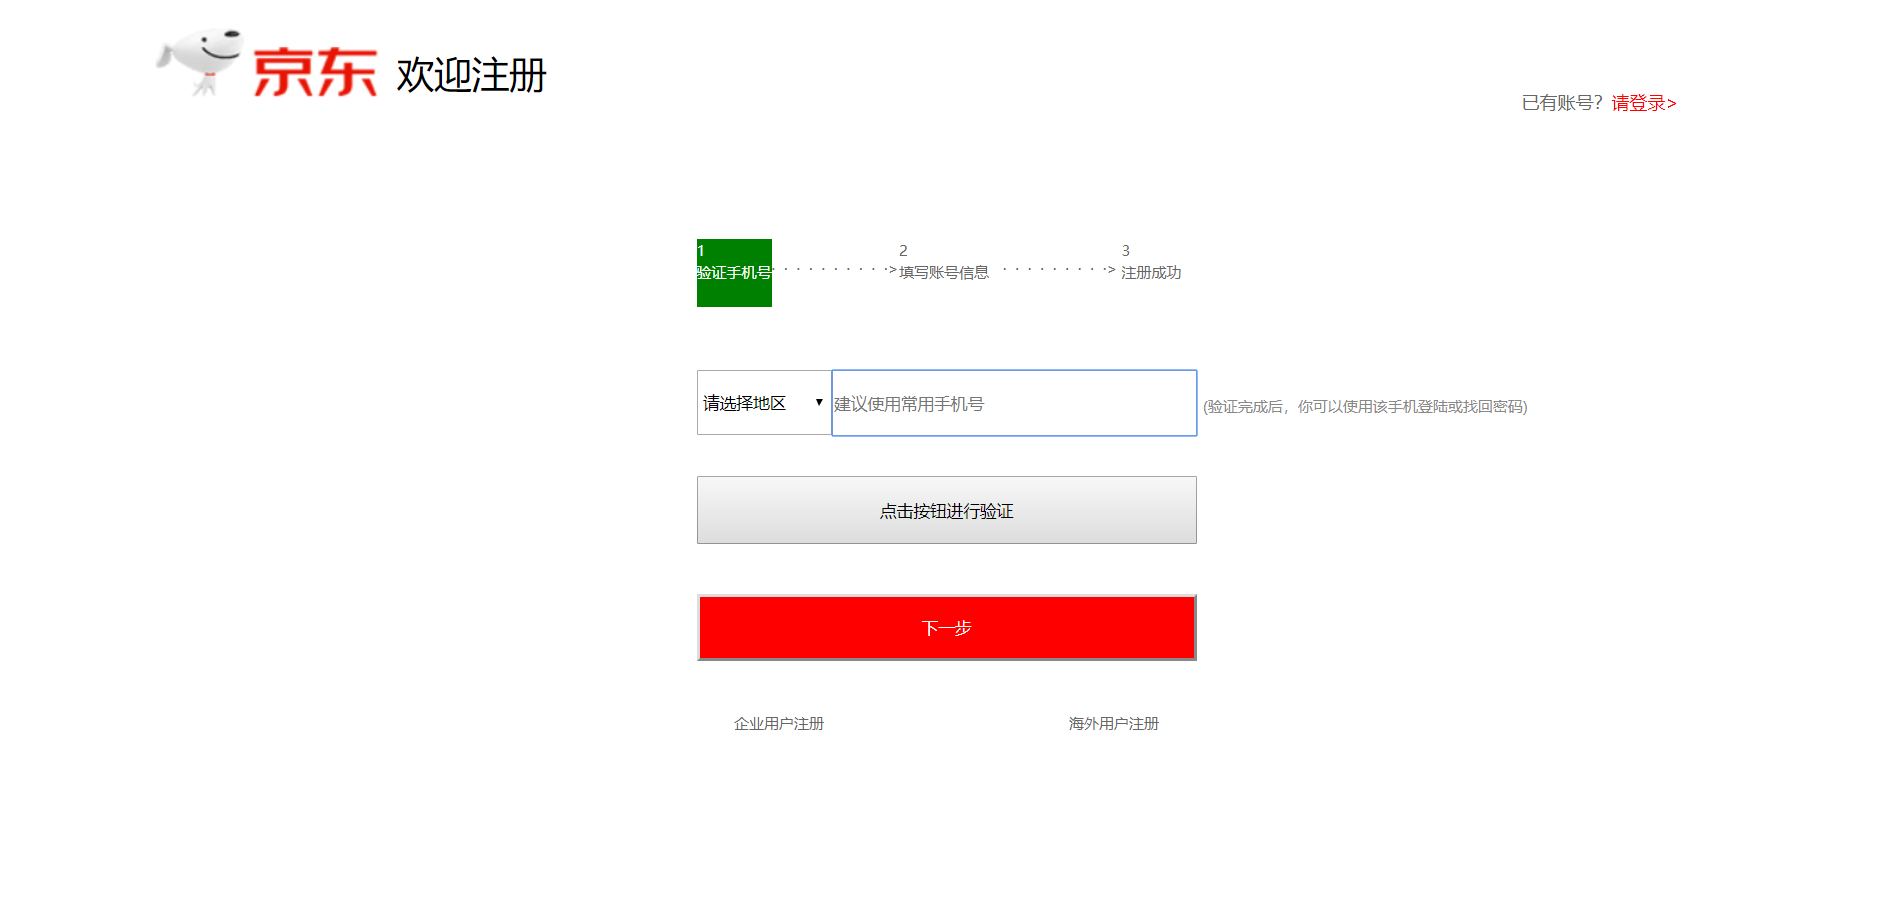 京东 欢迎注册
已有账号？请登录>
1
验证手机号
· · · · · · · · · ·>
2
填写账号信息
· · · · · · · · ·>
3
注册成功
请选择地区
建议使用常用手机号
(验证完成后，你可以使用该手机登陆或找回密码)
点击按钮进行验证
下一步
企业用户注册
海外用户注册